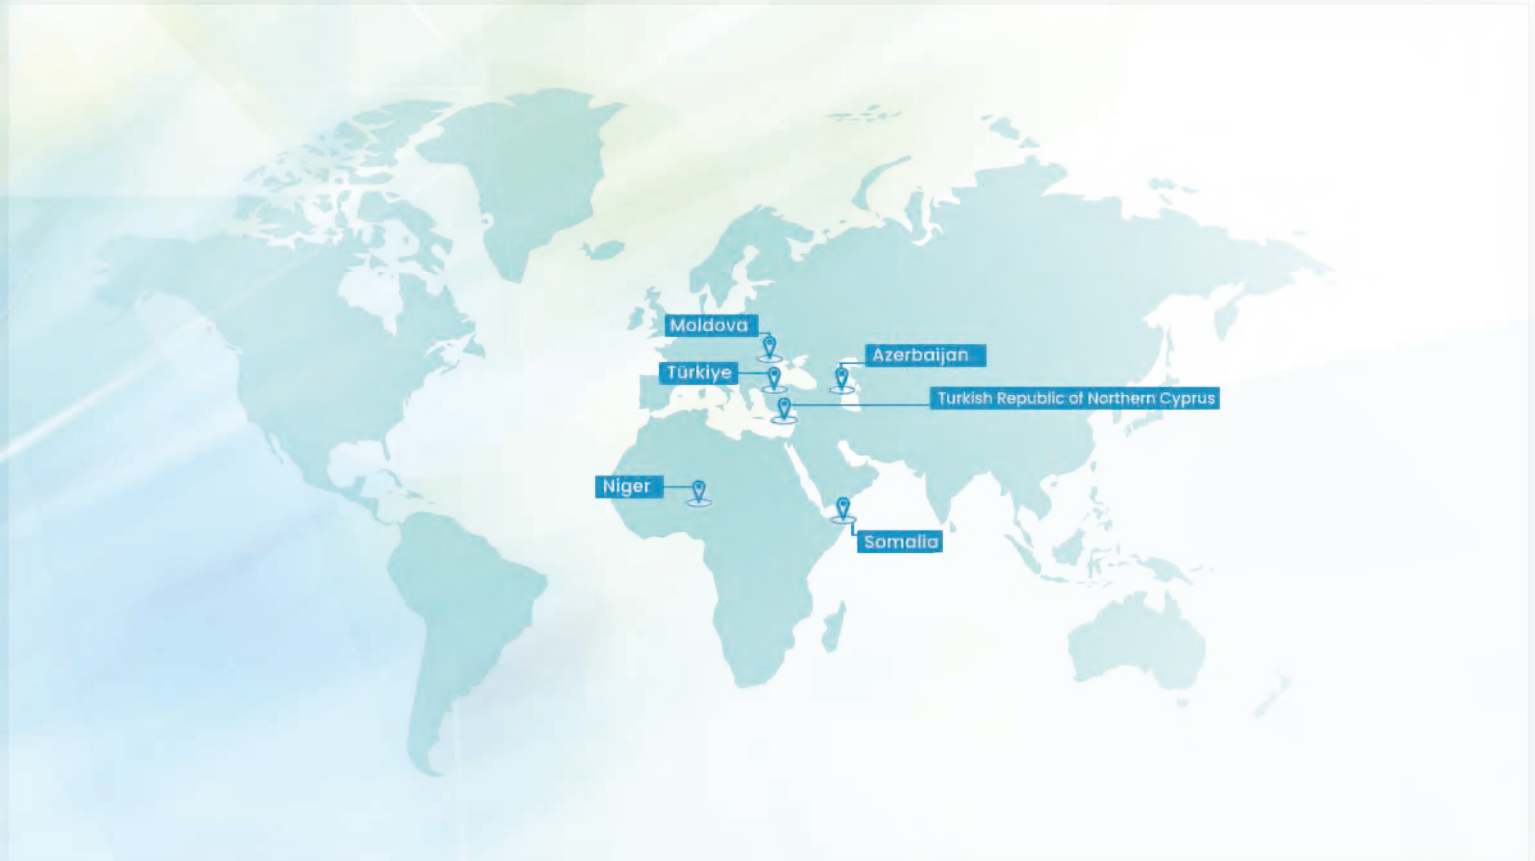 Moldova
Azerbaijan
Türkiye
Turkish Republic of Northern Cyprus
Niger
Somalia